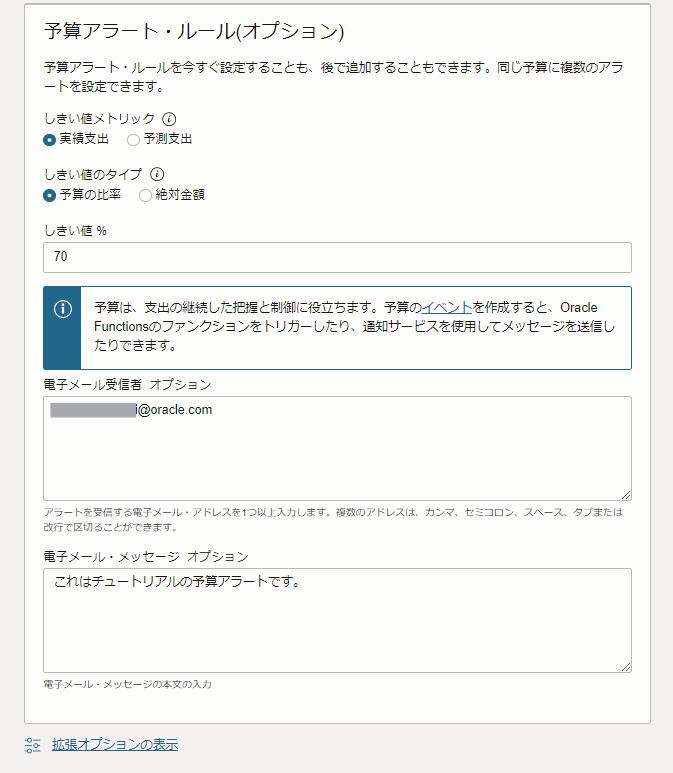 予算アラート・ルール(オプション)
予算アラート・ルールを今すぐ設定することも、後で追加することもできます。同じ予算に複数のアラ
ートを設定できます。
しきい値メトリック
実績支出 予測支出
しきい値のタイプ
予算の比率 絶対金額
しきい値 %
70
予算は、支出の継続した把握と制御に役立ちます。予算のイベントを作成すると、Oracle
Functionsのファンクションをトリガーしたり、通知サービスを使用してメッセージを送信し
たりできます。
電子メール受信者 オプション
i@oracle.com
アラートを受信する電子メール・アドレスを1つ以上入力します。複数のアドレスは、カンマ、セミコロン、スペース、タブまたは
改行で区切ることができます。
電子メール・メッセージ オプション
これはチュートリアルの予算アラートです。
電子メール・メッセージの本文の入力
拡張オプションの表示